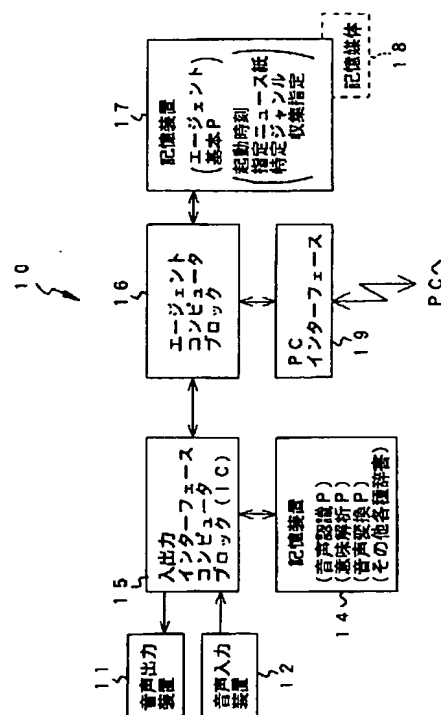 10
11
音声出力
装置
音声入力
装置
12
15
入出力
インターフェース
コンピュータ
ブロック(IC)
記憶装置
(音声認識P)
(意味解析P)
(音声変換P)
(その他各種辞書)
14
16
エージェント
コンピュータ
ブロック
PC
インターフェース
19
PCへ
17
記憶装置
(エージェント
基本P)
(起動時刻
指定ニュース紙
特定ジャンル
収集指定)
記憶媒体
18